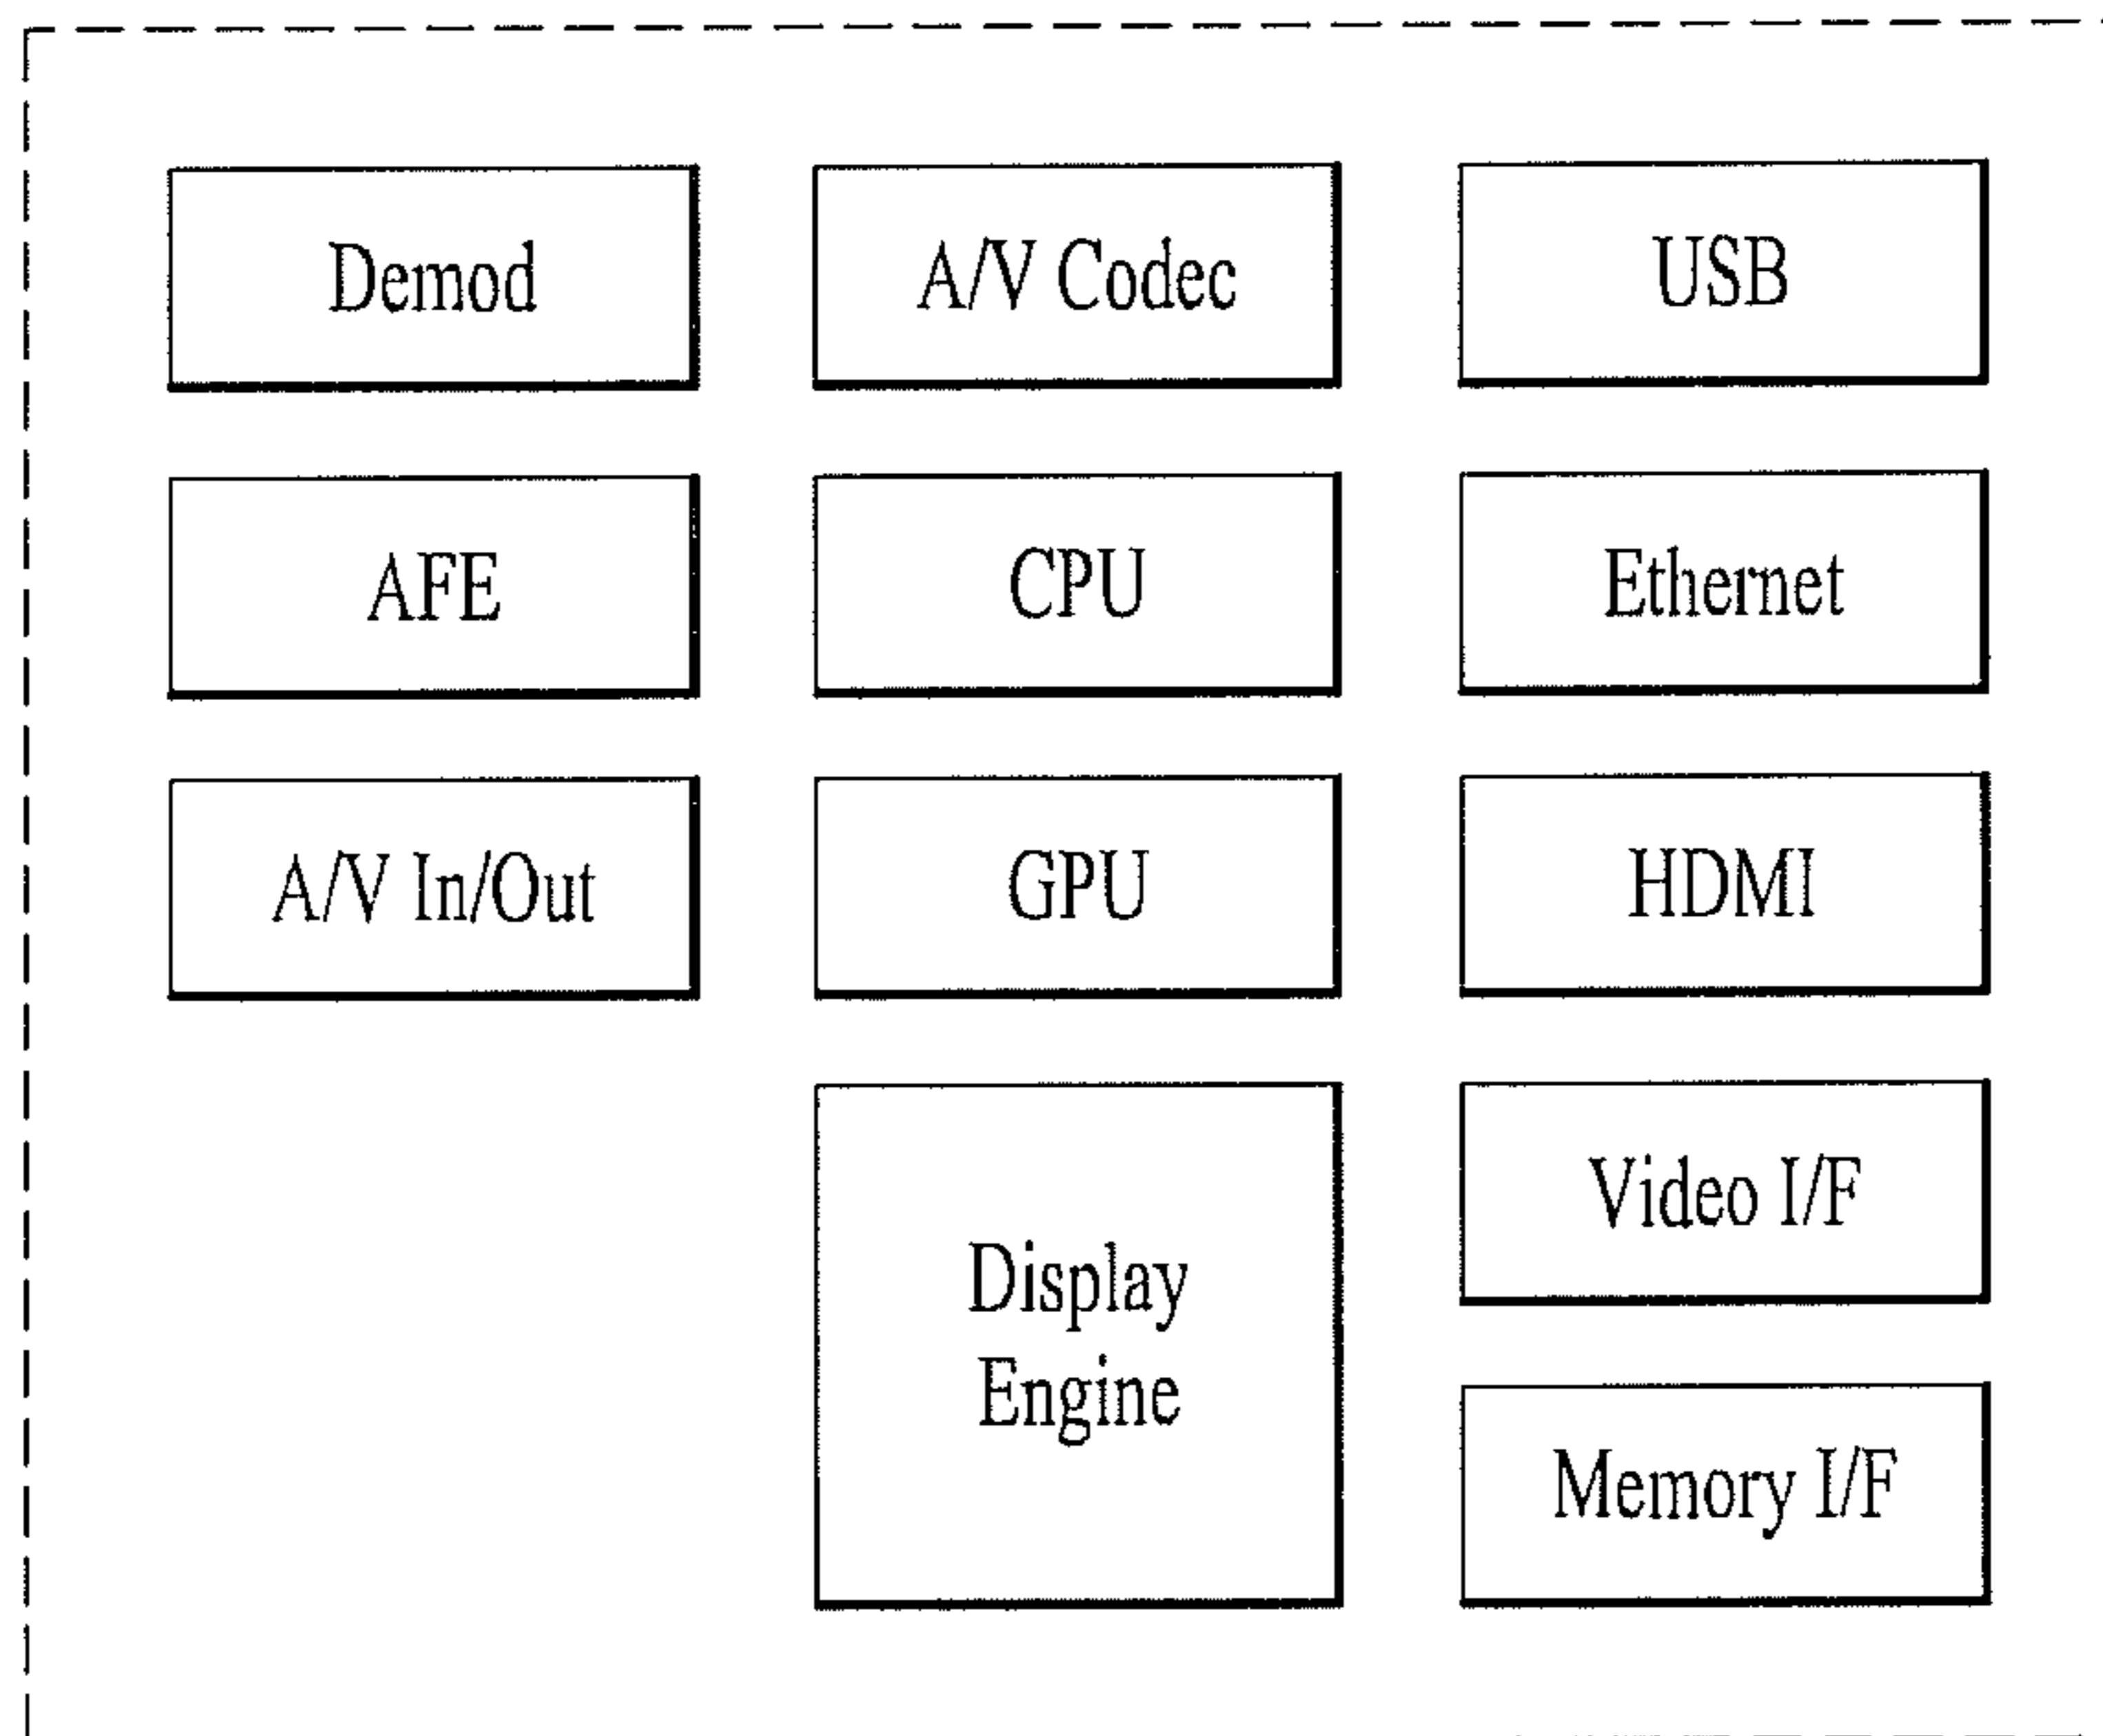 Demod
A/V Codec
USB
AFE
CPU
Ethernet
A/V In/Out
GPU
HDMI
Display
Engine
Video I/F
Memory I/F